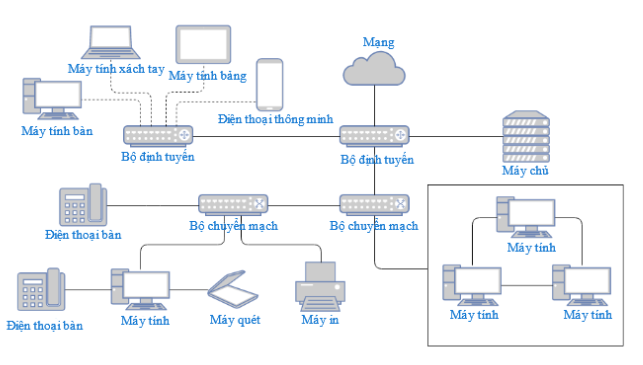 Mạng
Máy tính xách tay
Máy tính bảng
Điện thoại thông minh
Máy tính bàn
Bộ định tuyến
Bộ định tuyến
Máy chủ
Điện thoại bàn
Bộ chuyển mạch
Bộ chuyển mạch
Máy tính
Điện thoại bàn
Máy tính
Máy quét
Máy in
Máy tính
Máy tính